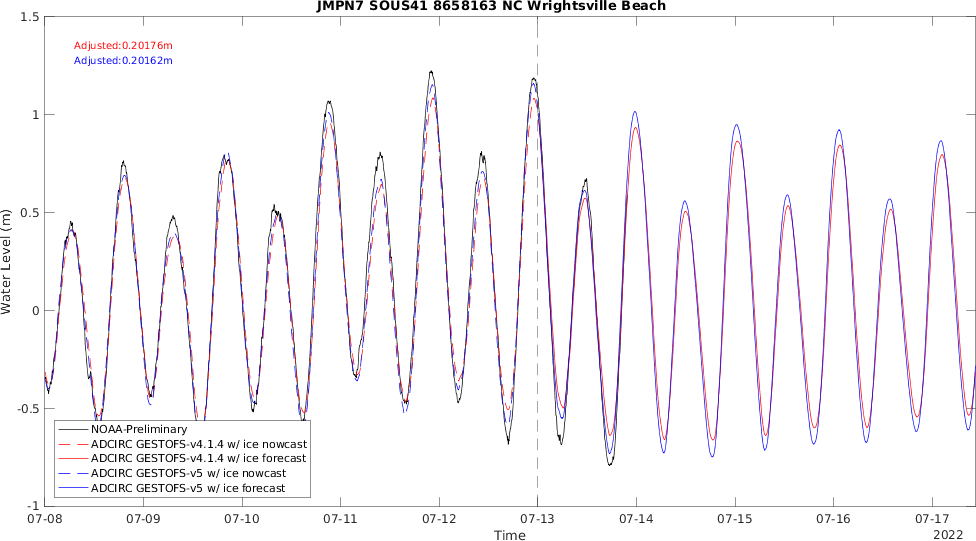 JMPN7 SOUS41 8658163 NC Wrightsville Beach
1.5
Adjusted:0.20176m
Adjusted:0.20162m
1
0.5
0
-0.5
-1
Water Level (m)
NOAA-Preliminary
ADCIRC GESTOFS-v4.1.4 w/ ice nowcast
ADCIRC GESTOFS-v4.1.4 w/ ice forecast
ADCIRC GESTOFS-v5 w/ ice nowcast
ADCIRC GESTOFS-v5 w/ ice forecast
07-08 07-09 07-10 07-11 07-12 07-13 07-14 07-15 07-16 07-17
Time
2022